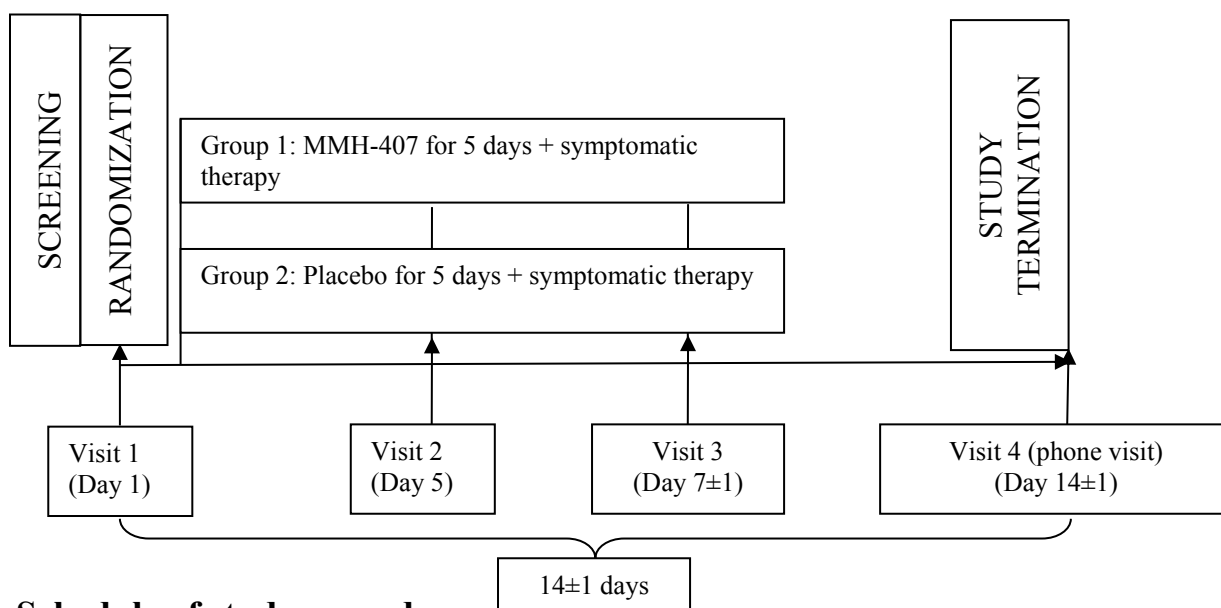 SCREENING
RANDOMIZATION
Group 1: MMH-407 for 5 days + symptomatic
therapy
Group 2: Placebo for 5 days + symptomatic therapy
STUDY
TERMINATION
Visit 1
(Day 1)
Visit 2
(Day 5)
Visit 3
(Day 7±1)
Visit 4 (phone visit)
(Day 14±1)
14±1 days